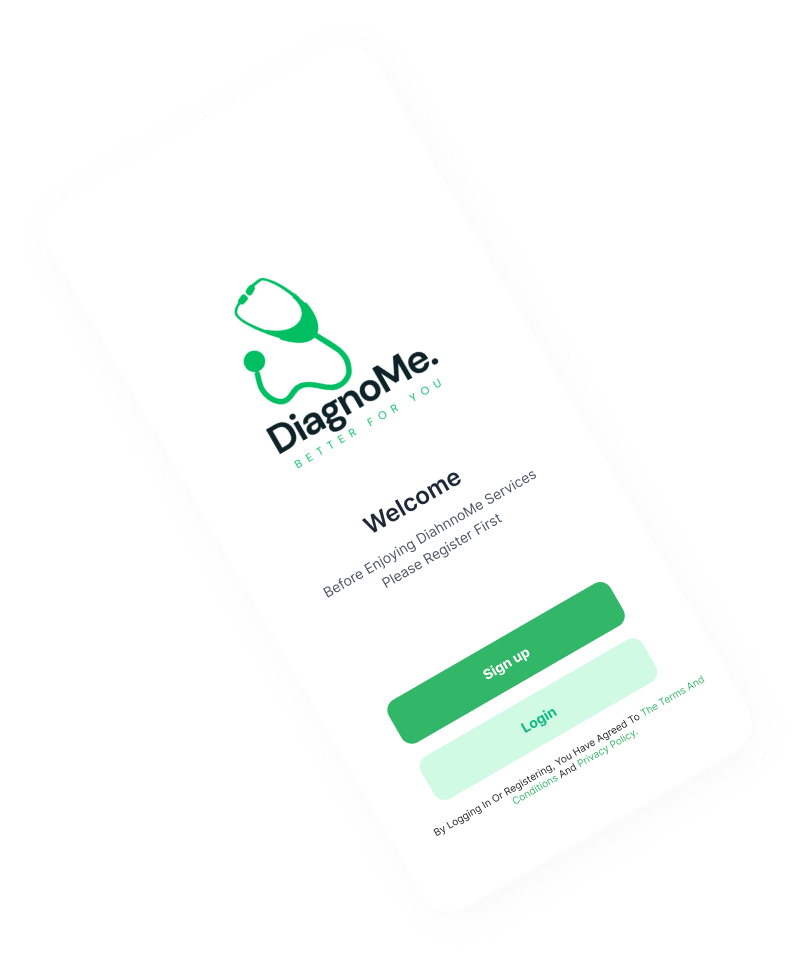 DiagnoMe.
BETTER FOR YOU
Welcome
Before Enjoying DiahnnoMe Services
Please Register First
Sign up
Login
By Logging In Or Registering, You Have Agreed To The Terms And
Conditions And Privacy Policy.